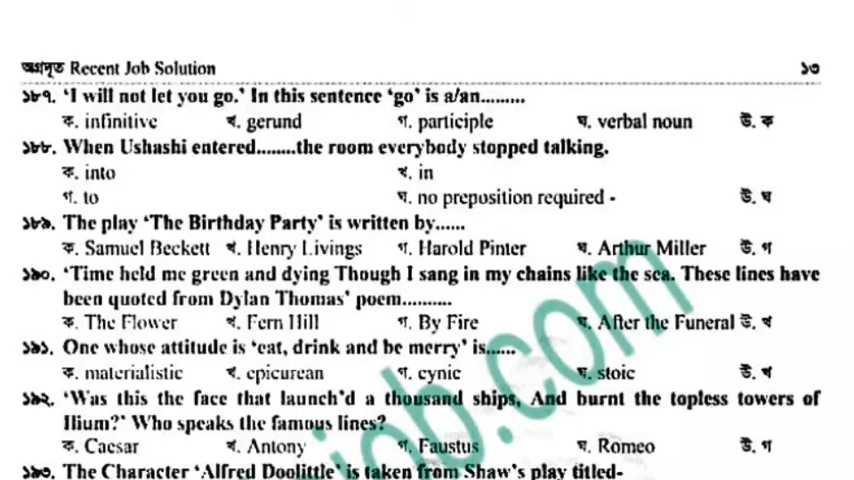 অগ্রদূত Recent Job Solution ১৩
১৮৭. ‘I will not let you go.’ In this sentence ‘go’ is a/an.........
ক. infinitive খ. gerund গ. participle ঘ. verbal noun উ. ক
১৮৮. When Ushashi entered........the room everybody stopped talking.
ক. into খ. in
গ. to ঘ. no preposition required - উ. ঘ
১৮৯. The play ‘The Birthday Party’ is written by......
ক. Samuel Beckett খ. Henry Livings গ. Harold Pinter ঘ. Arthur Miller উ. গ
১৯০. ‘Time held me green and dying Though I sang in my chains like the sea. These lines have
been quoted from Dylan Thomas’ poem..........
ক. The Flower খ. Fern Hill গ. By Fire ঘ. After the Funeral উ. খ
১৯১. One whose attitude is ‘eat, drink and be merry’ is......
ক. materialistic খ. epicurean গ. cynic ঘ. stoic উ. খ
১৯২. ‘Was this the face that launch’d a thousand ships, And burnt the topless towers of
Ilium?’ Who speaks the famous lines?
ক. Caesar খ. Antony গ. Faustus ঘ. Romeo উ. গ
১৯৩. The Character ‘Alfred Doolittle’ is taken from Shaw’s play titled-
job.com